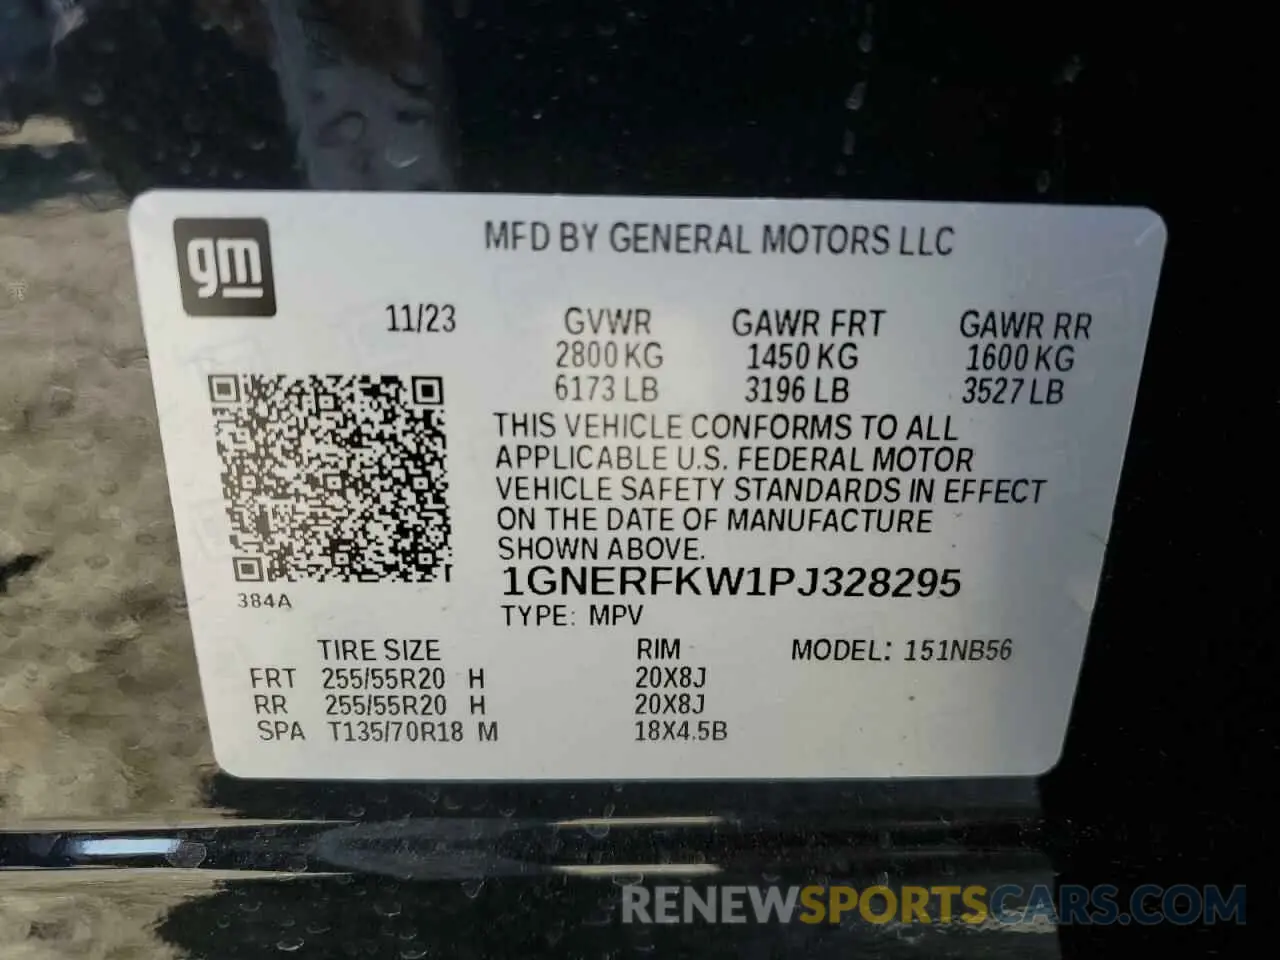 gm
MFD BY GENERAL MOTORS LLC
11/23 GVWR GAWR FRT GAWR RR
2800 KG 1450 KG 1600 KG
6173 LB 3196 LB 3527 LB
THIS VEHICLE CONFORMS TO ALL
APPLICABLE U.S. FEDERAL MOTOR
VEHICLE SAFETY STANDARDS IN EFFECT
ON THE DATE OF MANUFACTURE
SHOWN ABOVE.
1GNERFKW1PJ328295
384A
TYPE: MPV
TIRE SIZE RIM MODEL: 151NB56
FRT 255/55R20 H 20X8J
RR 255/55R20 H 20X8J
SPA T135/70R18 M 18X4.5B
RENEWSPORTSCARS.COM